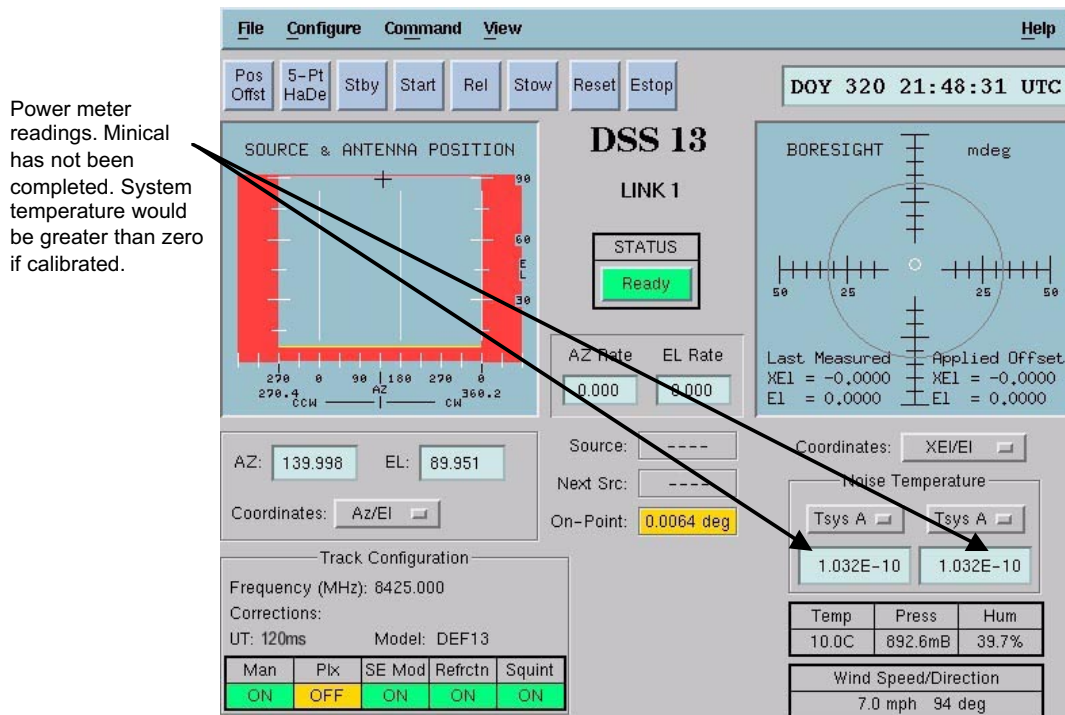 File Configure Command View Help
Pos Offst
5-Pt HaDe
Stby
Start
Rel
Stow
Reset
Estop
DOY 320 21:48:31 UTC
Power meter
readings. Minical
has not been
completed. System
temperature would
be greater than zero
if calibrated.
SOURCE & ANTENNA POSITION
90
60
E
L
30
270 0 90 180 270 0
270.4 AZ 360.2
CCW CW
DSS 13
LINK 1
STATUS
Ready
AZ Rate EL Rate
0.000 0.000
BORESIGHT mdeg
50 25 25 50
Last Measured Applied Offset
XEl = -0.0000 XEl = -0.0000
El = 0.0000 El = 0.0000
AZ: 139.998 EL: 89.951
Coordinates: Az/El
Source: ----
Next Src: ----
On-Point: 0.0064 deg
Coordinates: XEl/El
Noise Temperature
Tsys A Tsys A
1.032E-10 1.032E-10
Track Configuration
Frequency (MHz): 8425.000
Corrections:
UT: 120ms Model: DEF13
Man Plx SE Mod Refrctn Squint
ON OFF ON ON ON
Temp Press Hum
10.0C 892.6mB 39.7%
Wind Speed/Direction
7.0 mph 94 deg